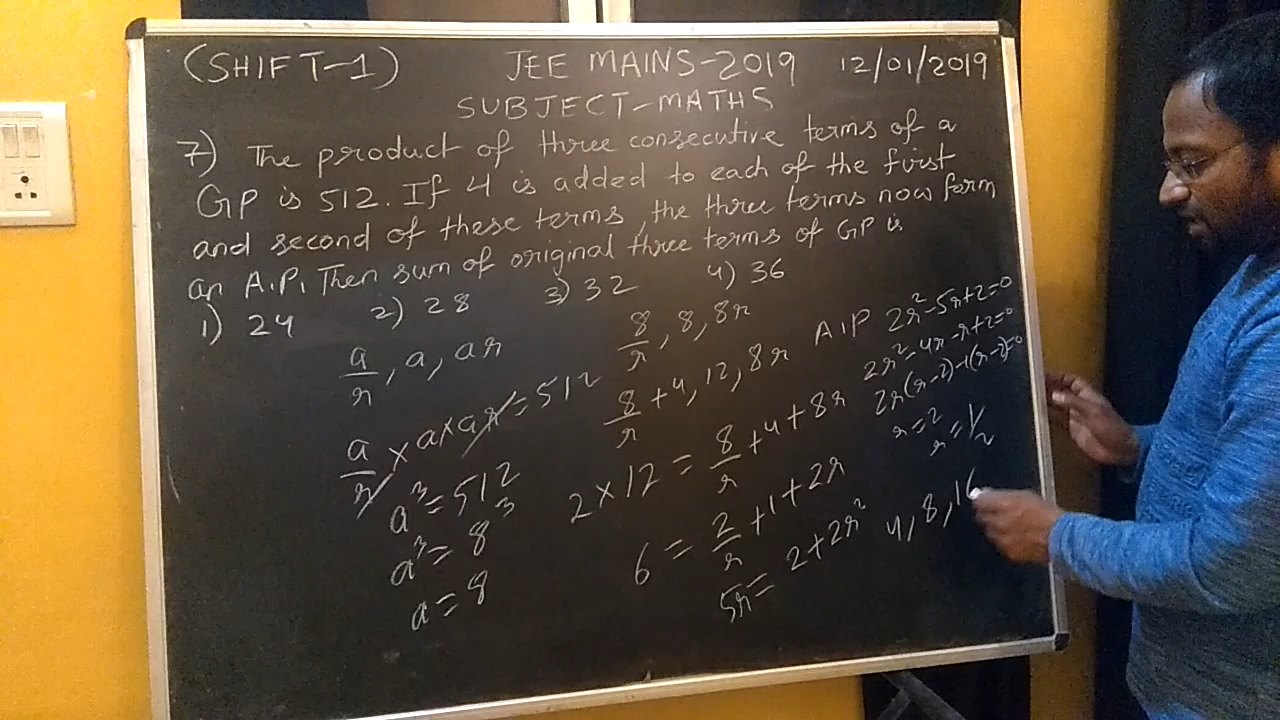 (SHIFT-1) JEE MAINS-2019 12/01/2019
SUBJECT-MATHS
7) The product of three consecutive terms of a
GP is 512. If 4 is added to each of the first
and second of these terms, the three terms now form
an A.P. Then sum of original three terms of GP is
1) 24 2) 28 3) 32 4) 36
a/r, a, ar
a/r × a × ar = 512
a³ = 512
a³ = 8³
a = 8
8/r, 8, 8r
8/r + 4, 12, 8r A.P
2 × 12 = 8/r + 4 + 8r
6 = 2/r + 1 + 2r
5r = 2 + 2r²
2r² - 5r + 2 = 0
2r² - 4r - r + 2 = 0
2r(r - 2) - 1(r - 2) = 0
r = 2
r = 1/2
4, 8, 16